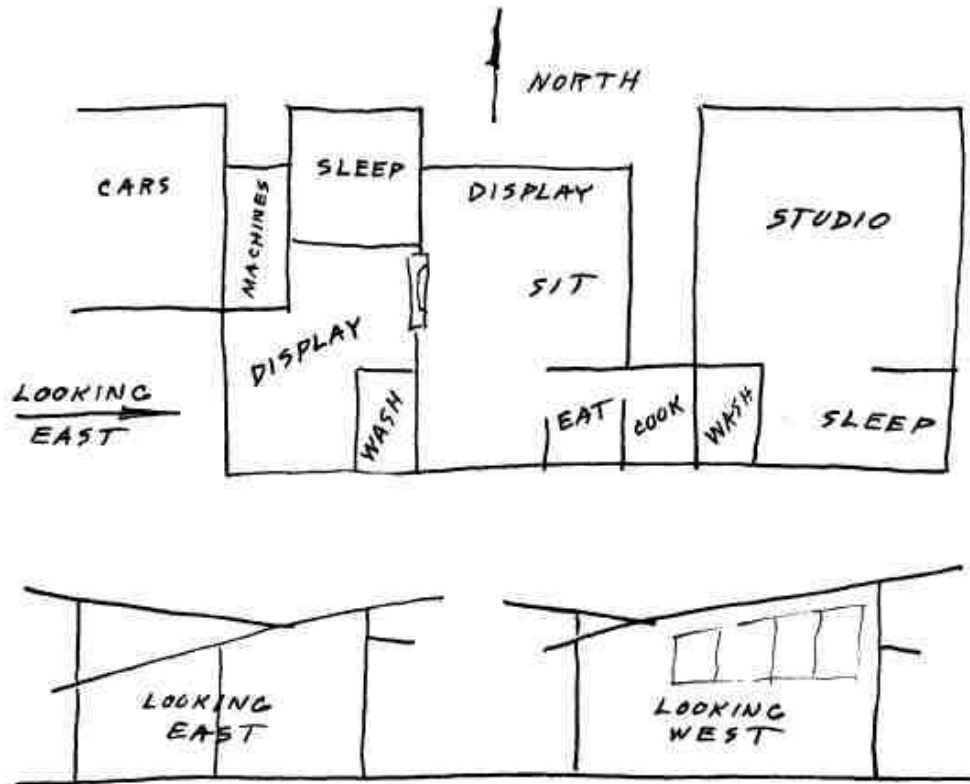 NORTH
CARS
MACHINES
SLEEP
DISPLAY
STUDIO
SIT
DISPLAY
LOOKING
EAST
WASH
EAT
COOK
WASH
SLEEP
LOOKING
EAST
LOOKING
WEST